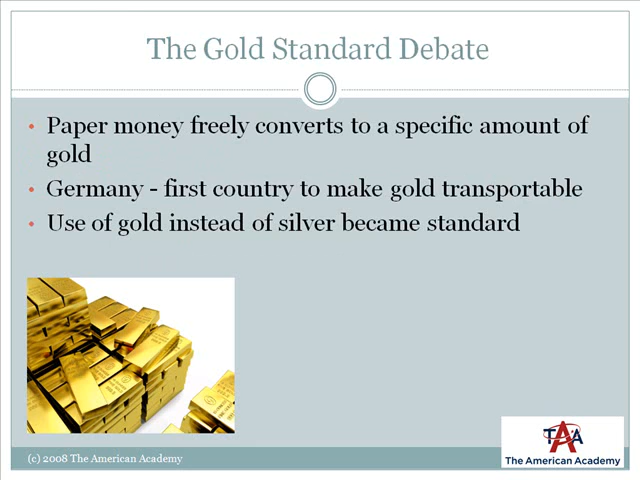 The Gold Standard Debate
• Paper money freely converts to a specific amount of
gold
• Germany - first country to make gold transportable
• Use of gold instead of silver became standard
(c) 2008 The American Academy
TAA
The American Academy